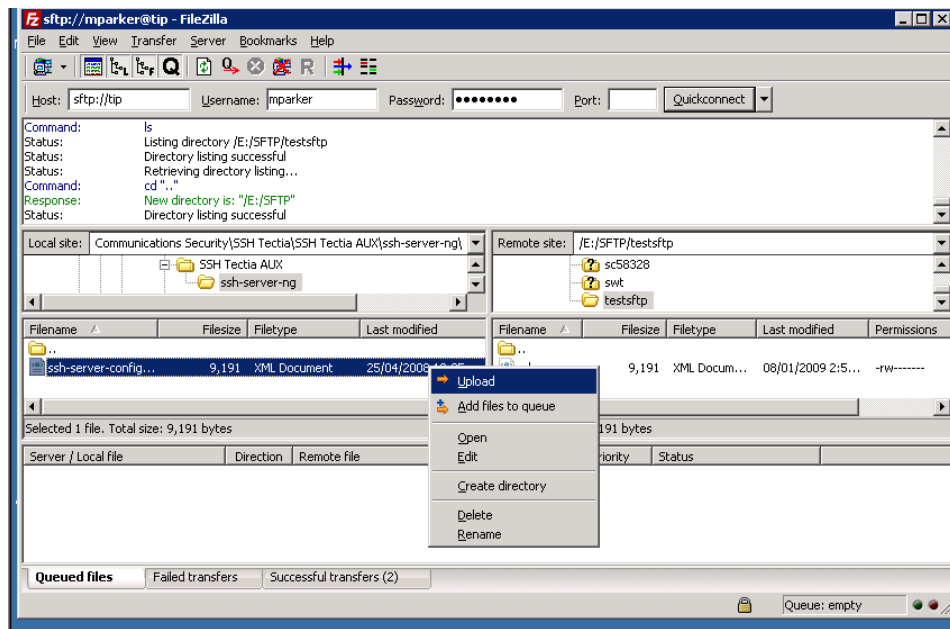 sftp://mparker@tip - FileZilla
File Edit View Transfer Server Bookmarks Help
Host: sftp://tip Username: mparker Password: •••••••• Port: Quickconnect
Command: ls
Status: Listing directory /E:/SFTP/testsftp
Status: Directory listing successful
Status: Retrieving directory listing...
Command: cd ".."
Response: New directory is: "/E:/SFTP"
Status: Directory listing successful
Local site: Communications Security\SSH Tectia\SSH Tectia AUX\ssh-server-ng\ Remote site: /E:/SFTP/testsftp
SSH Tectia AUX sc58328
ssh-server-ng swt
testsftp
Filename Filesize Filetype Last modified Filename Filesize Filetype Last modified Permissions
.. ..
ssh-server-config... 9,191 XML Document 25/04/2008 9,191 XML Docum... 08/01/2009 2:5... -rw-------
Upload
Add files to queue
Selected 1 file. Total size: 9,191 bytes 191 bytes
Open
Server / Local file Direction Remote file iority Status
Edit
Create directory
Delete
Rename
Queued files Failed transfers Successful transfers (2)
Queue: empty